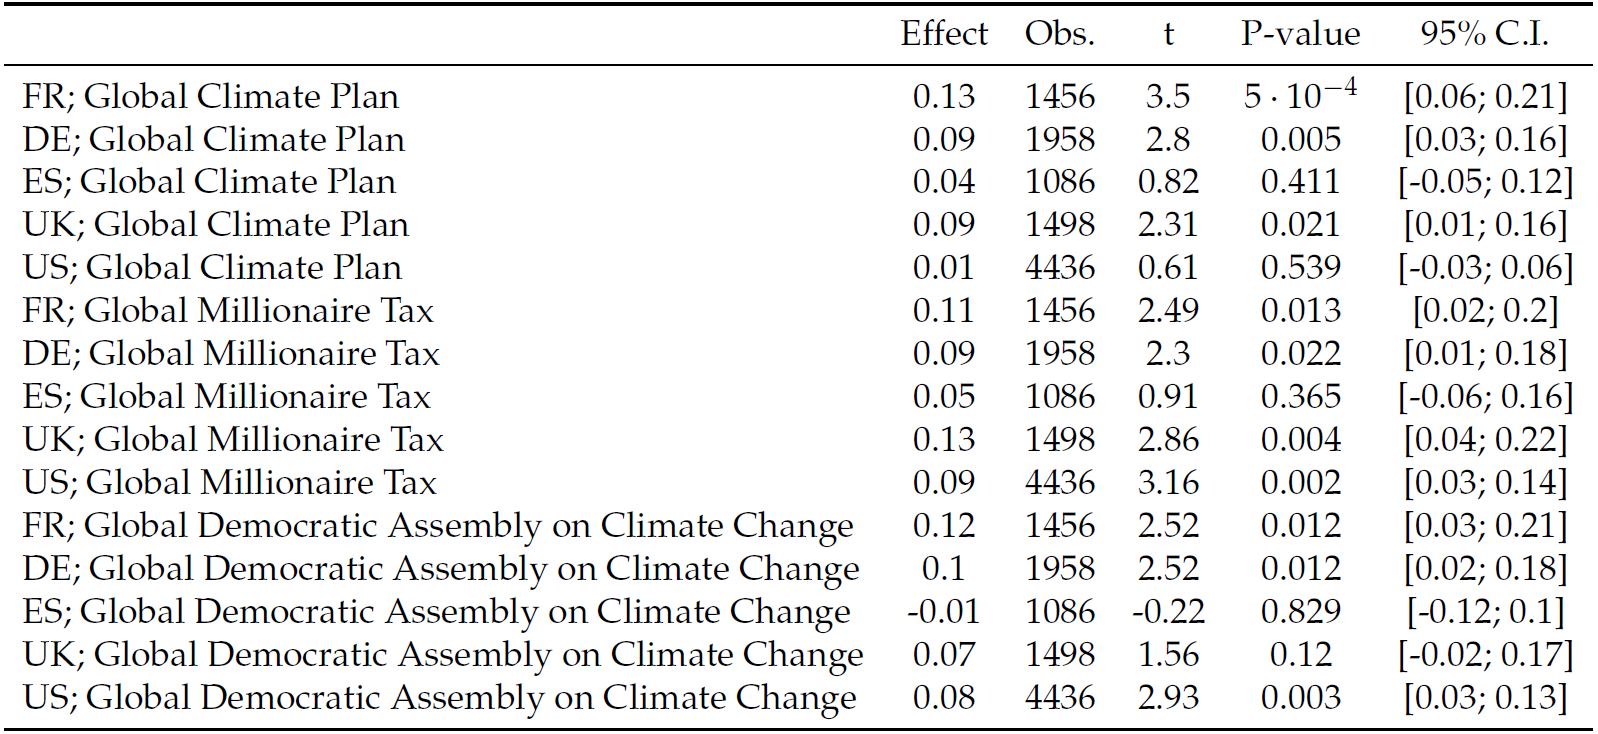 Effect Obs. t P-value 95% C.I.
FR; Global Climate Plan 0.13 1456 3.5 5 · 10⁻⁴ [0.06; 0.21]
DE; Global Climate Plan 0.09 1958 2.8 0.005 [0.03; 0.16]
ES; Global Climate Plan 0.04 1086 0.82 0.411 [-0.05; 0.12]
UK; Global Climate Plan 0.09 1498 2.31 0.021 [0.01; 0.16]
US; Global Climate Plan 0.01 4436 0.61 0.539 [-0.03; 0.06]
FR; Global Millionaire Tax 0.11 1456 2.49 0.013 [0.02; 0.2]
DE; Global Millionaire Tax 0.09 1958 2.3 0.022 [0.01; 0.18]
ES; Global Millionaire Tax 0.05 1086 0.91 0.365 [-0.06; 0.16]
UK; Global Millionaire Tax 0.13 1498 2.86 0.004 [0.04; 0.22]
US; Global Millionaire Tax 0.09 4436 3.16 0.002 [0.03; 0.14]
FR; Global Democratic Assembly on Climate Change 0.12 1456 2.52 0.012 [0.03; 0.21]
DE; Global Democratic Assembly on Climate Change 0.1 1958 2.52 0.012 [0.02; 0.18]
ES; Global Democratic Assembly on Climate Change -0.01 1086 -0.22 0.829 [-0.12; 0.1]
UK; Global Democratic Assembly on Climate Change 0.07 1498 1.56 0.12 [-0.02; 0.17]
US; Global Democratic Assembly on Climate Change 0.08 4436 2.93 0.003 [0.03; 0.13]